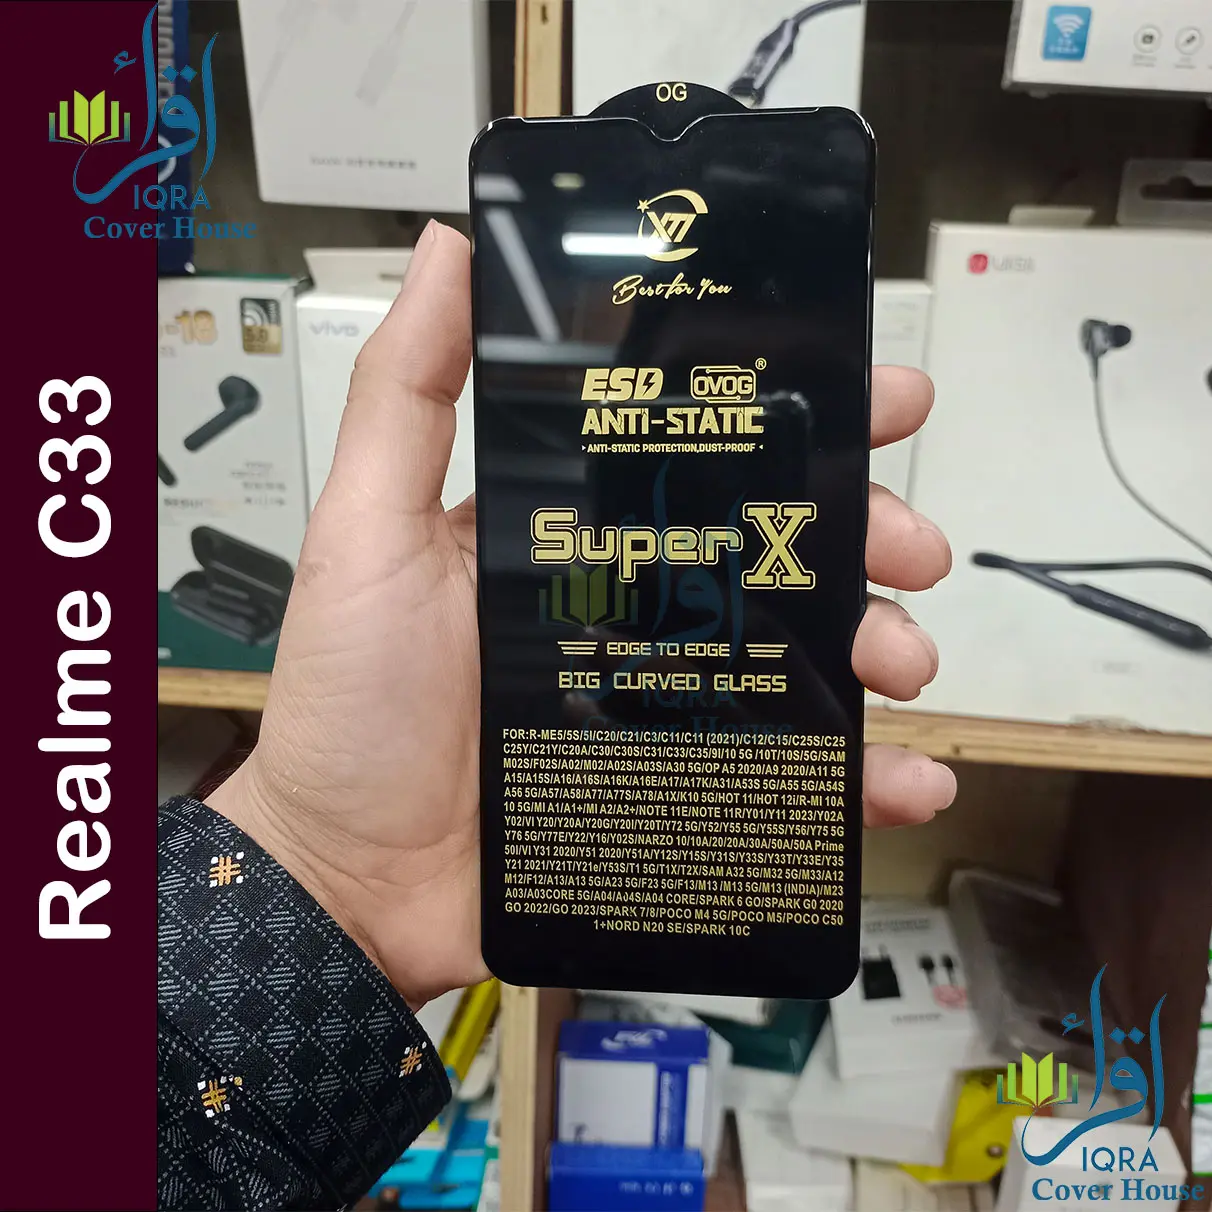 اقرأ
IQRA
Cover House
Realme C33
OG
XTI
Best for You
ESD OVOG®
ANTI-STATIC
ANTI-STATIC PROTECTION,DUST-PROOF
Super X
EDGE TO EDGE
BIG CURVED GLASS
FOR:R-ME5/5S/5I/C20/C21/C3/C11/C11 (2021)/C12/C15/C25S/C25
C25Y/C21Y/C20A/C30/C30S/C31/C33/C35/9I/10 5G /10T/10S/5G/SAM
M02S/F02S/A02/M02/A02S/A03S/A30 5G/OP A5 2020/A9 2020/A11 5G
A15/A15S/A16/A16S/A16K/A16E/A17/A17K/A31/A53S 5G/A55 5G/A54S
A56 5G/A57/A58/A77/A77S/A78/A1X/K10 5G/HOT 11/HOT 12i/R-MI 10A
10 5G/MI A1/A1+/MI A2/A2+/NOTE 11E/NOTE 11R/Y01/Y11 2023/Y02A
Y02/VI Y20/Y20A/Y20G/Y20I/Y20T/Y72 5G/Y52/Y55 5G/Y55S/Y56/Y75 5G
Y76 5G/Y77E/Y22/Y16/Y02S/NARZO 10/10A/20/20A/30A/50A/50A Prime
50I/VI Y31 2020/Y51 2020/Y51A/Y12S/Y15S/Y31S/Y33S/Y33T/Y33E/Y35
Y21 2021/Y21T/Y21e/Y53S/T1 5G/T1X/T2X/SAM A32 5G/M32 5G/M33/A12
M12/F12/A13/A13 5G/A23 5G/F23 5G/F13/M13 /M13 5G/M13 (INDIA)/M23
A03/A03CORE 5G/A04/A04S/A04 CORE/SPARK 6 GO/SPARK G0 2020
GO 2022/GO 2023/SPARK 7/8/POCO M4 5G/POCO M5/POCO C50
1+NORD N20 SE/SPARK 10C
اقرأ
IQRA
Cover House
vivo
5.0
اقرأ
IQRA
Cover House